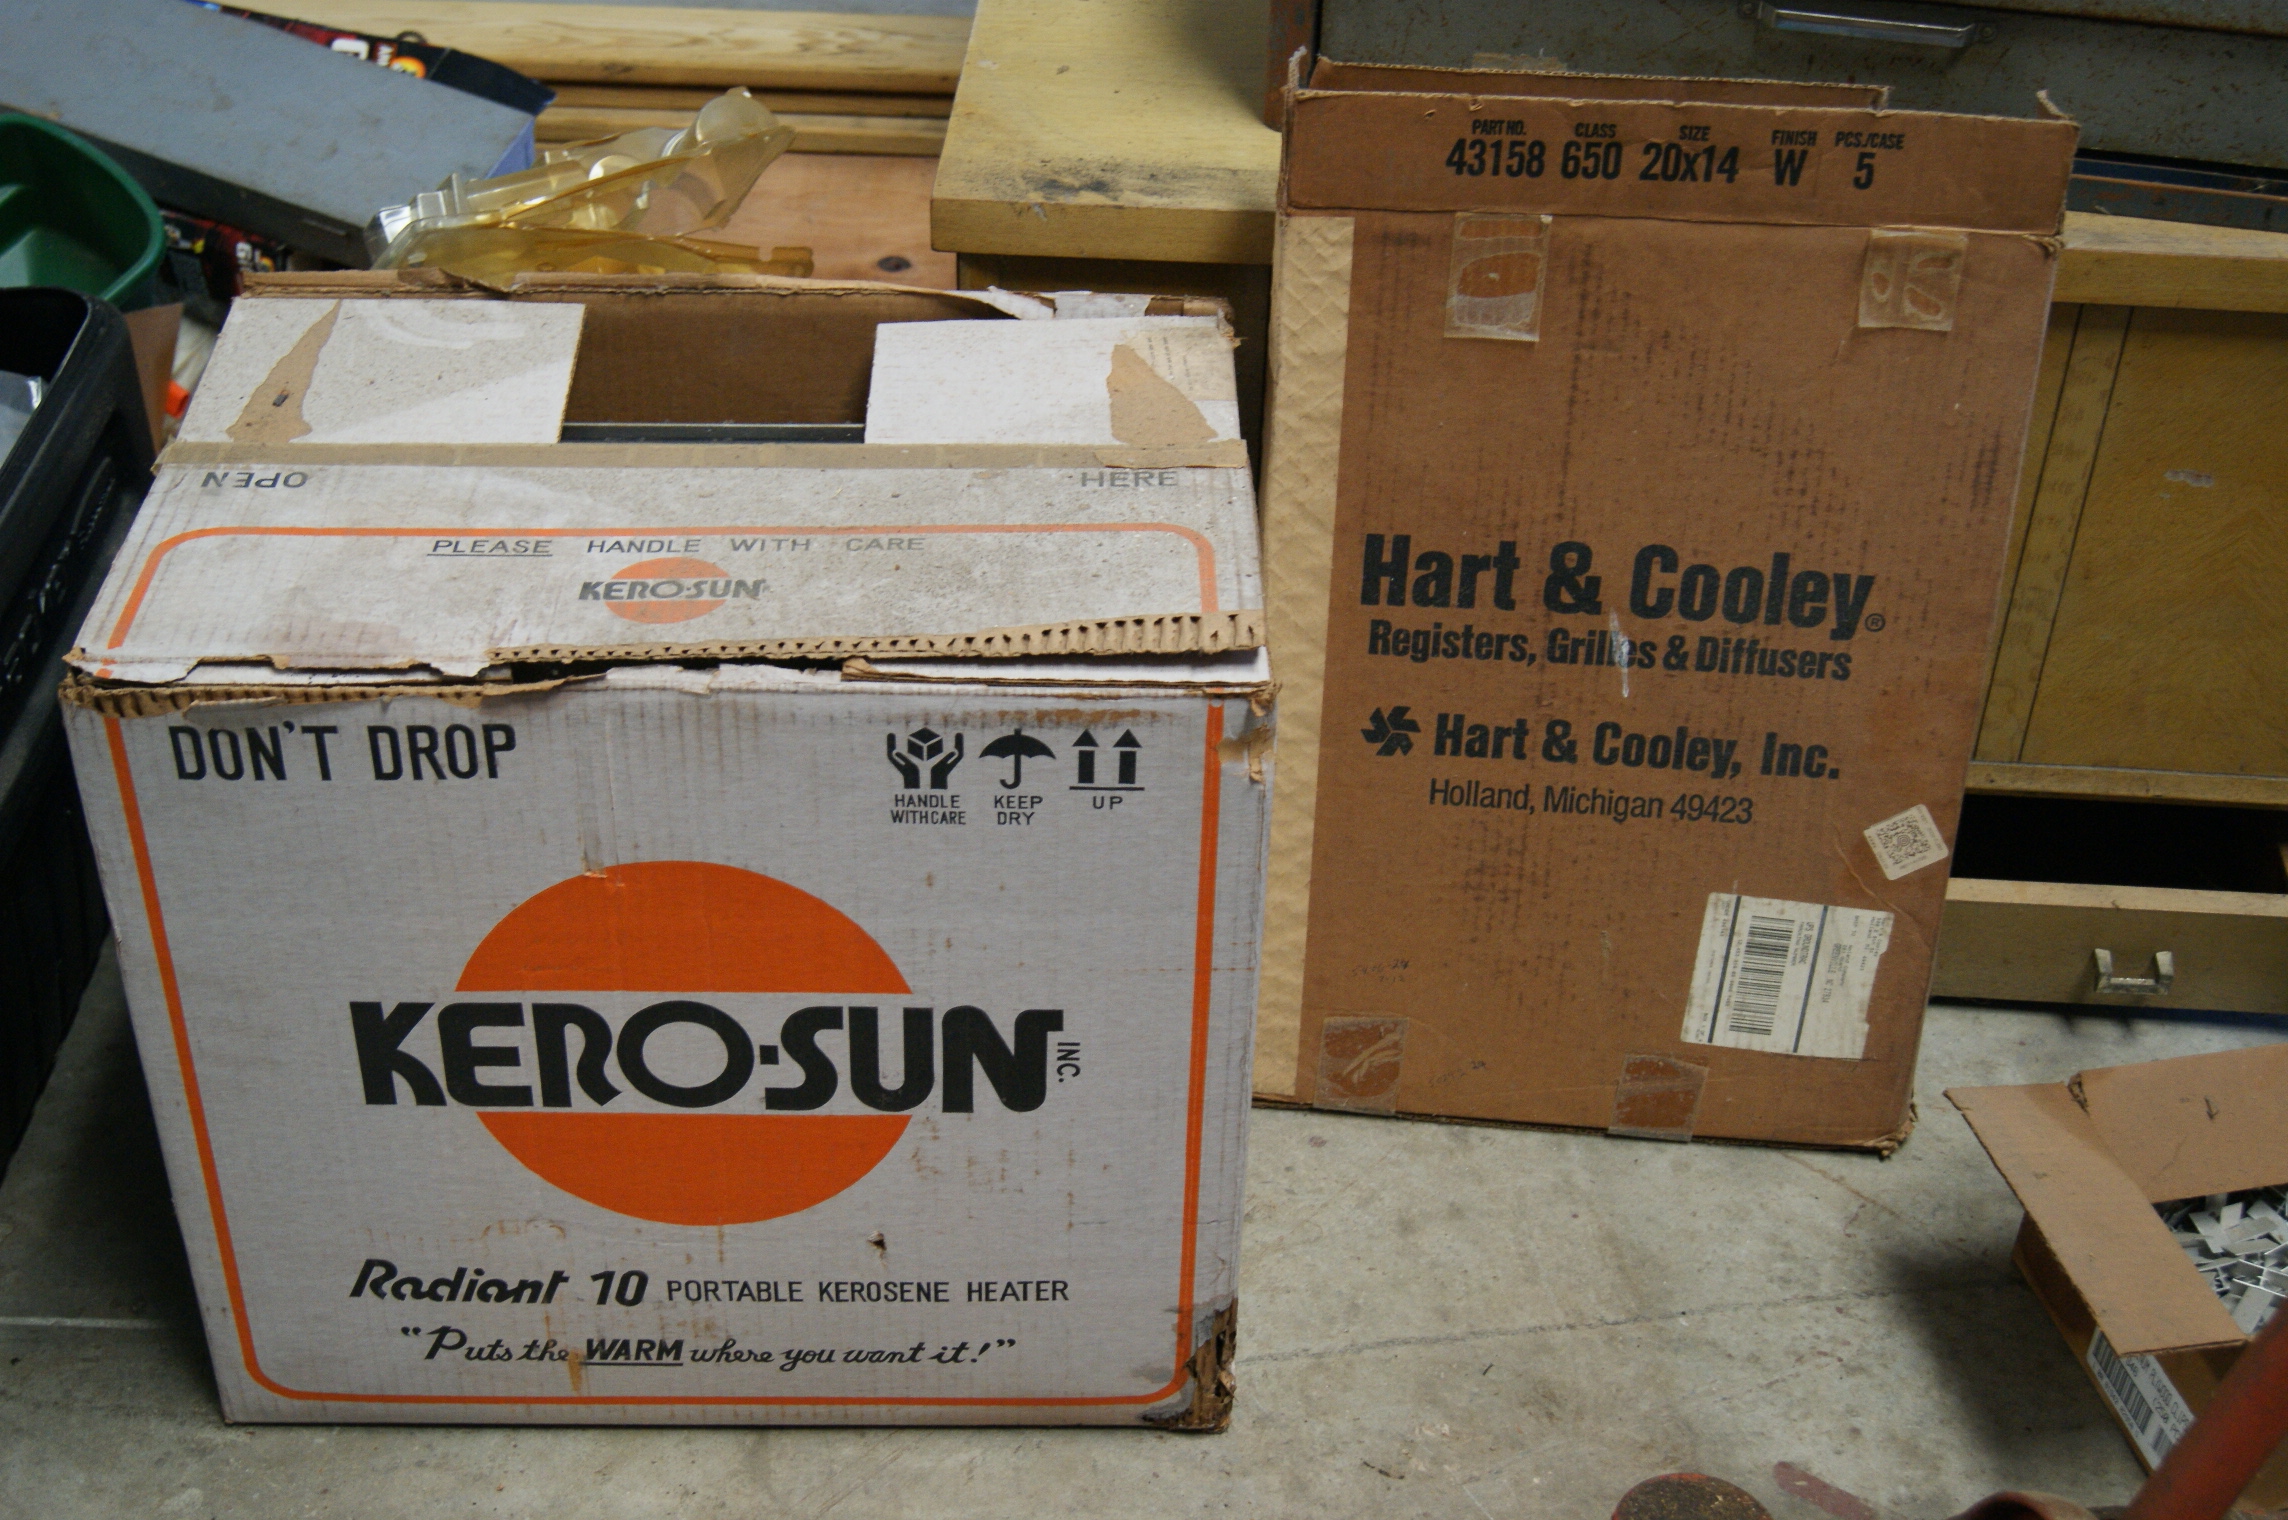 OPEN HERE
PLEASE HANDLE WITH CARE
KERO-SUN
DON'T DROP
HANDLE WITH CARE
KEEP DRY
UP
KERO-SUN INC.
Radiant 10 PORTABLE KEROSENE HEATER
"Puts the WARM where you want it!"
PART NO. CLASS SIZE FINISH PCS./CASE
43158 650 20x14 W 5
Hart & Cooley®
Registers, Grilles & Diffusers
Hart & Cooley, Inc.
Holland, Michigan 49423